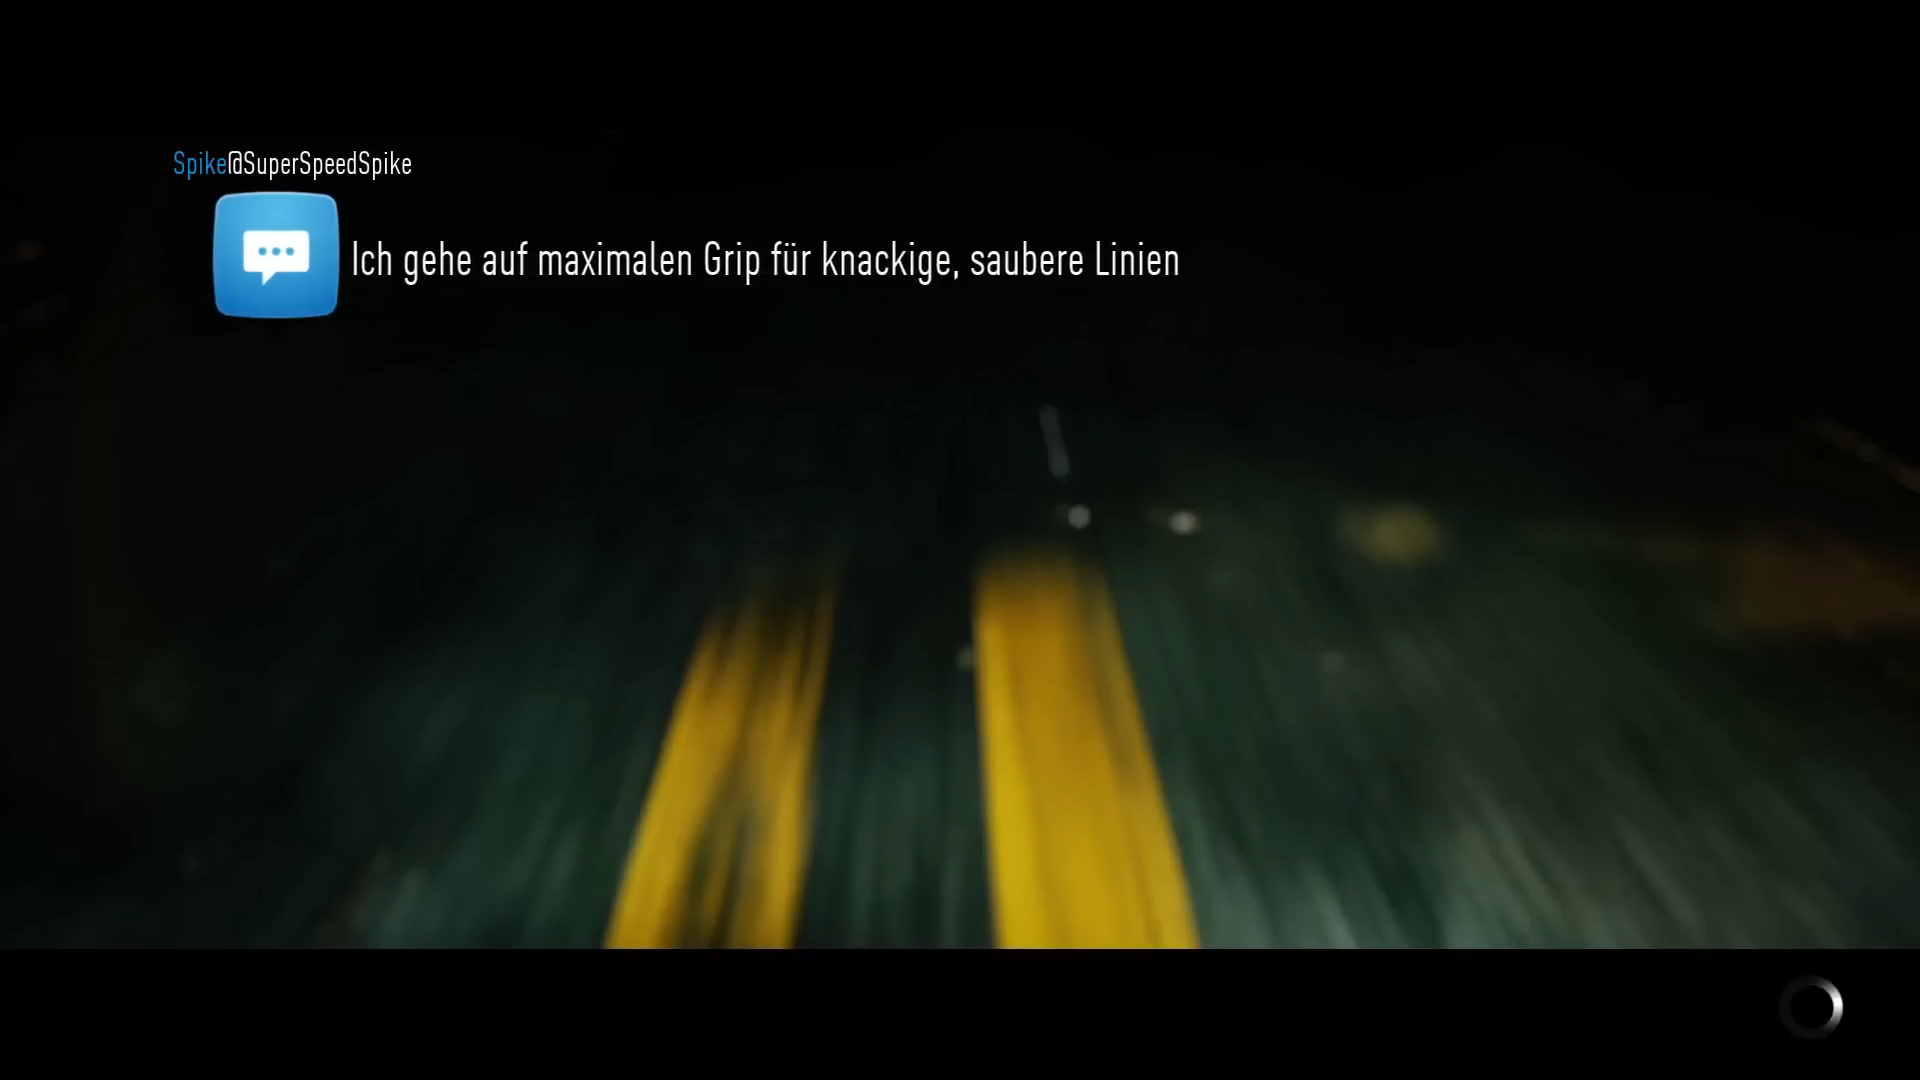 Spike@SuperSpeedSpike
Ich gehe auf maximalen Grip für knackige, saubere Linien